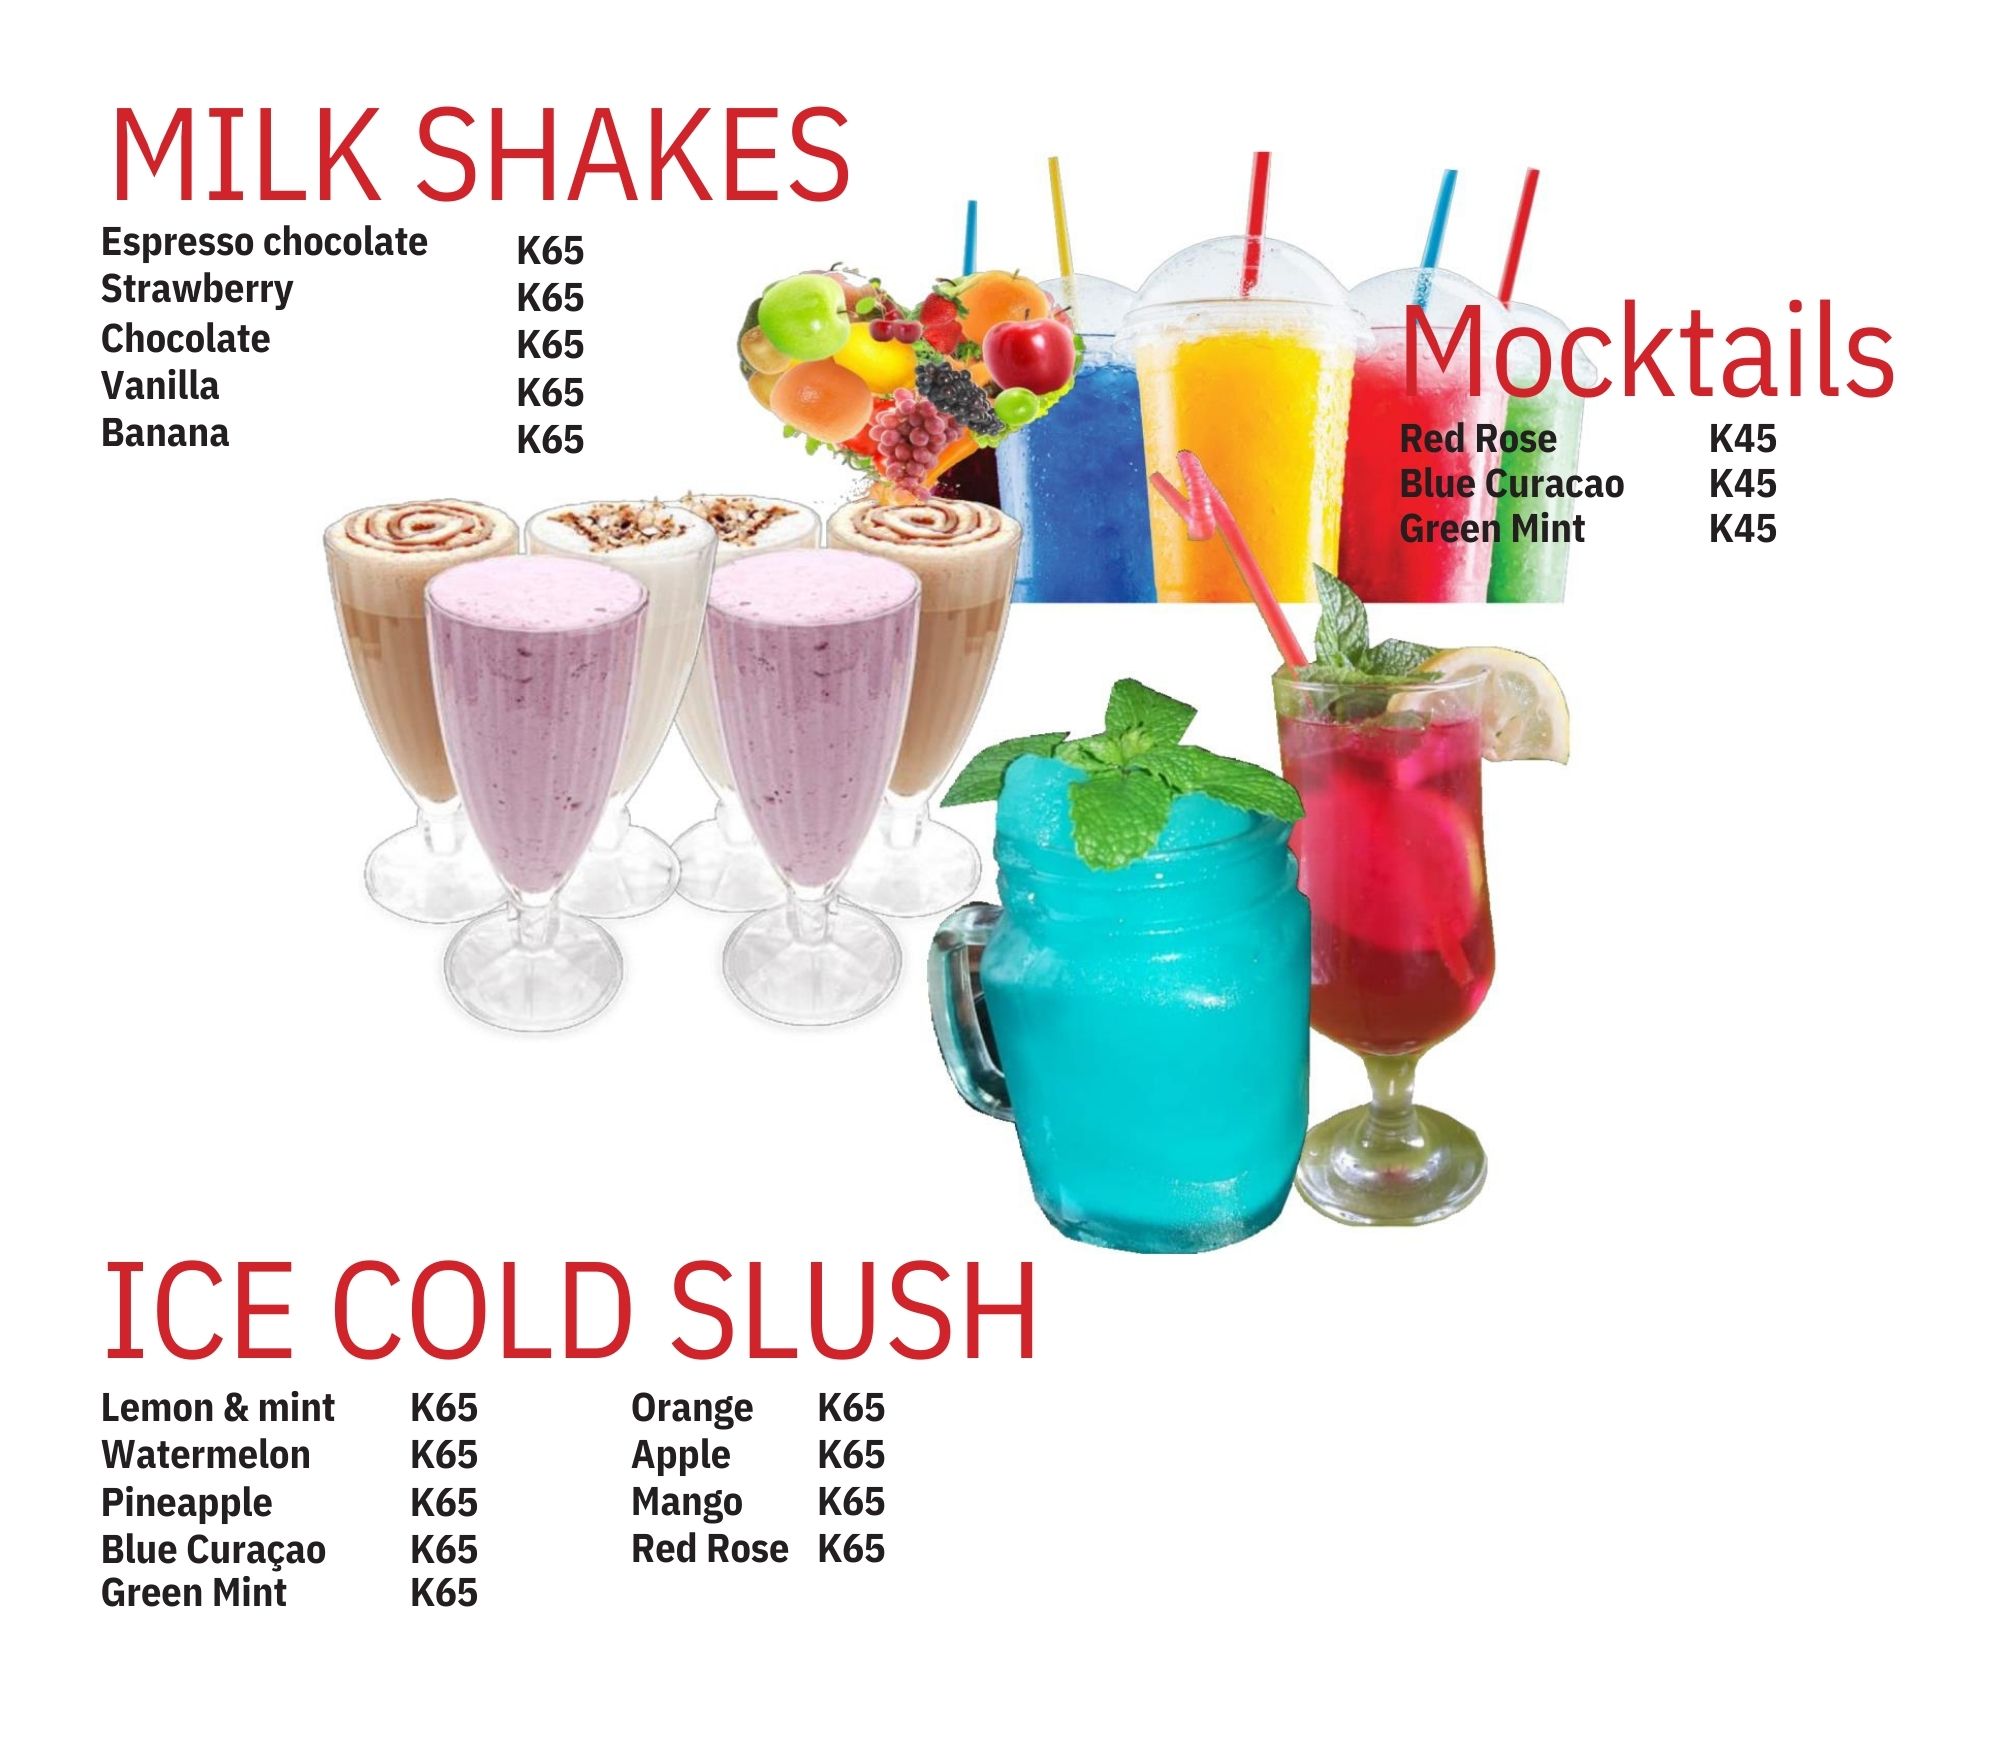 MILK SHAKES
Espresso chocolate K65
Strawberry K65
Chocolate K65
Vanilla K65
Banana K65
Mocktails
Red Rose K45
Blue Curacao K45
Green Mint K45
ICE COLD SLUSH
Lemon & mint K65
Watermelon K65
Pineapple K65
Blue Curaçao K65
Green Mint K65
Orange K65
Apple K65
Mango K65
Red Rose K65